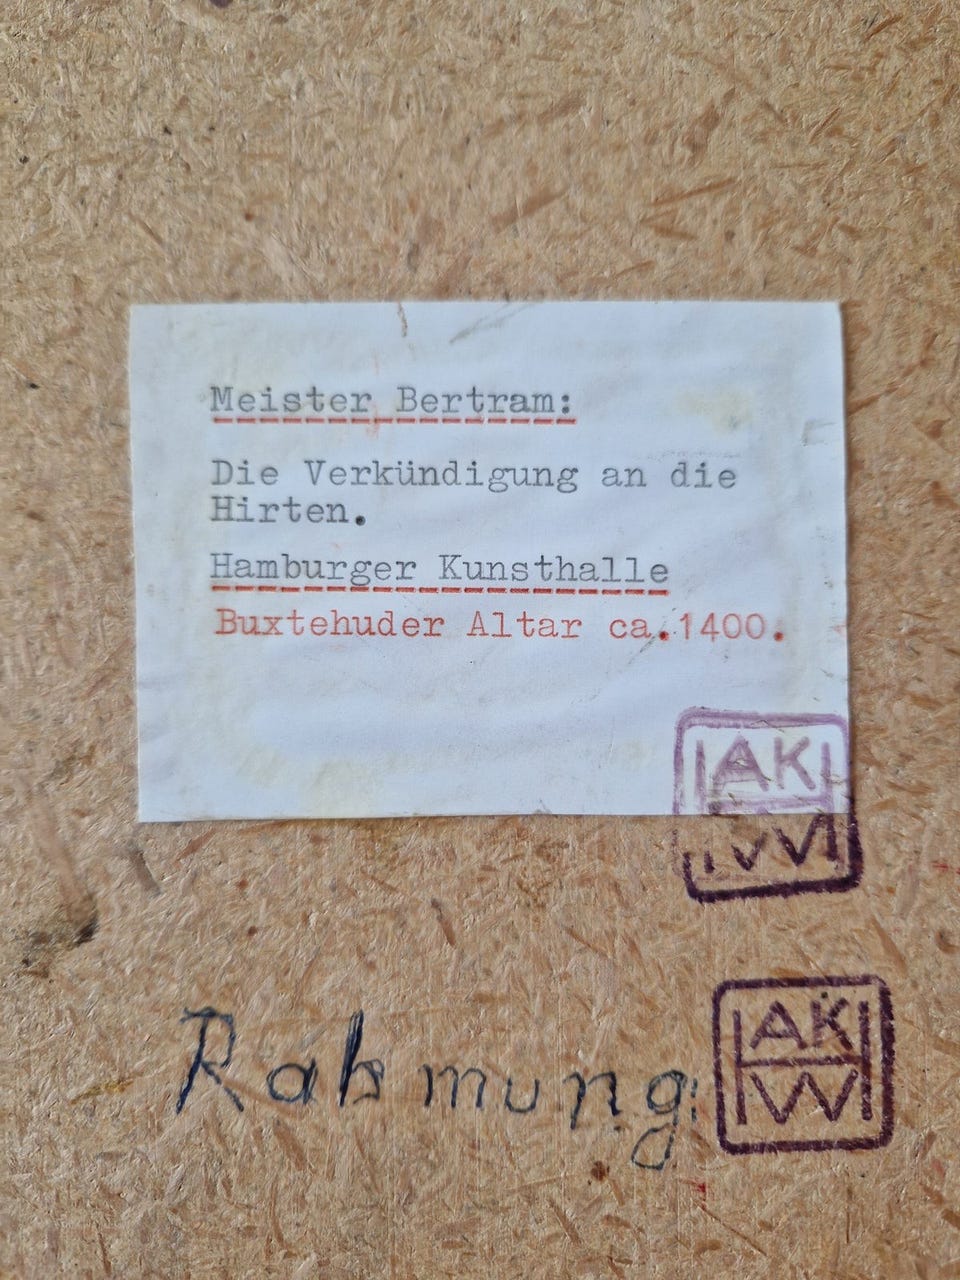 Meister Bertram:
Die Verkündigung an die
Hirten.
Hamburger Kunsthalle
Buxtehuder Altar ca.1400.
AK
W
Rahmung:
AK
W